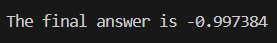 The final answer is -0.997384